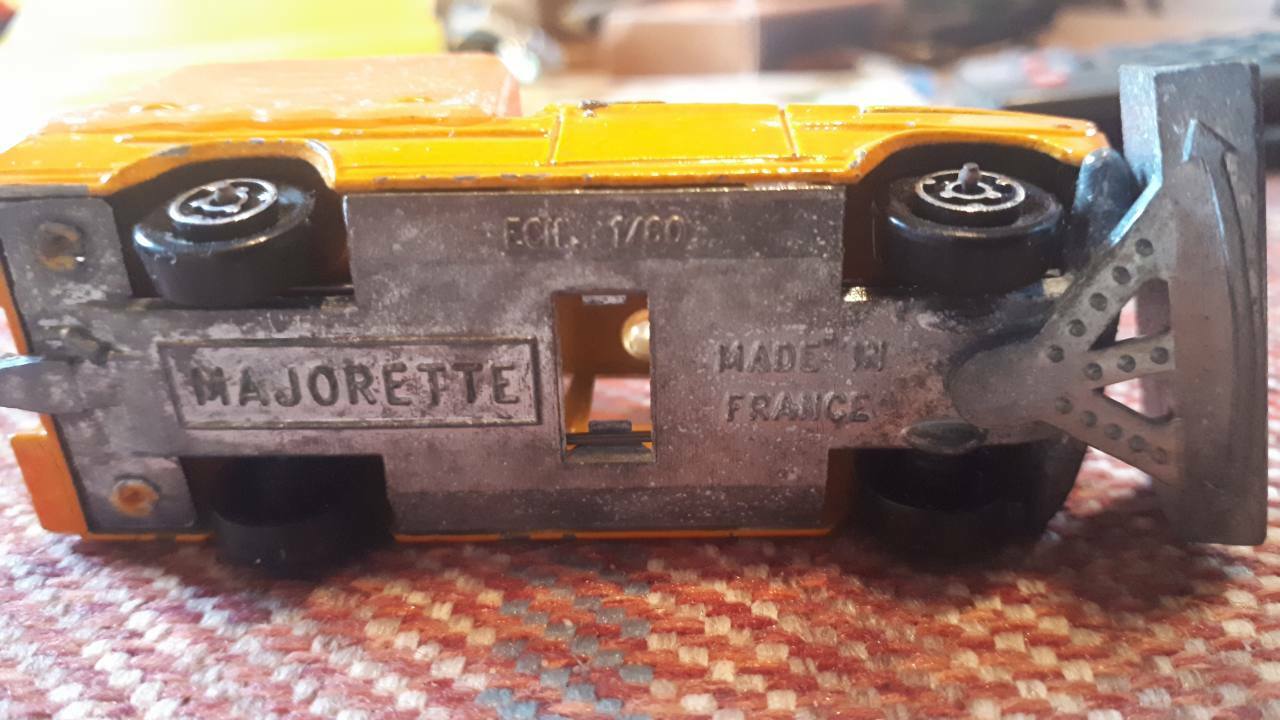 ECH. 1/60
MAJORETTE
MADE IN
FRANCE